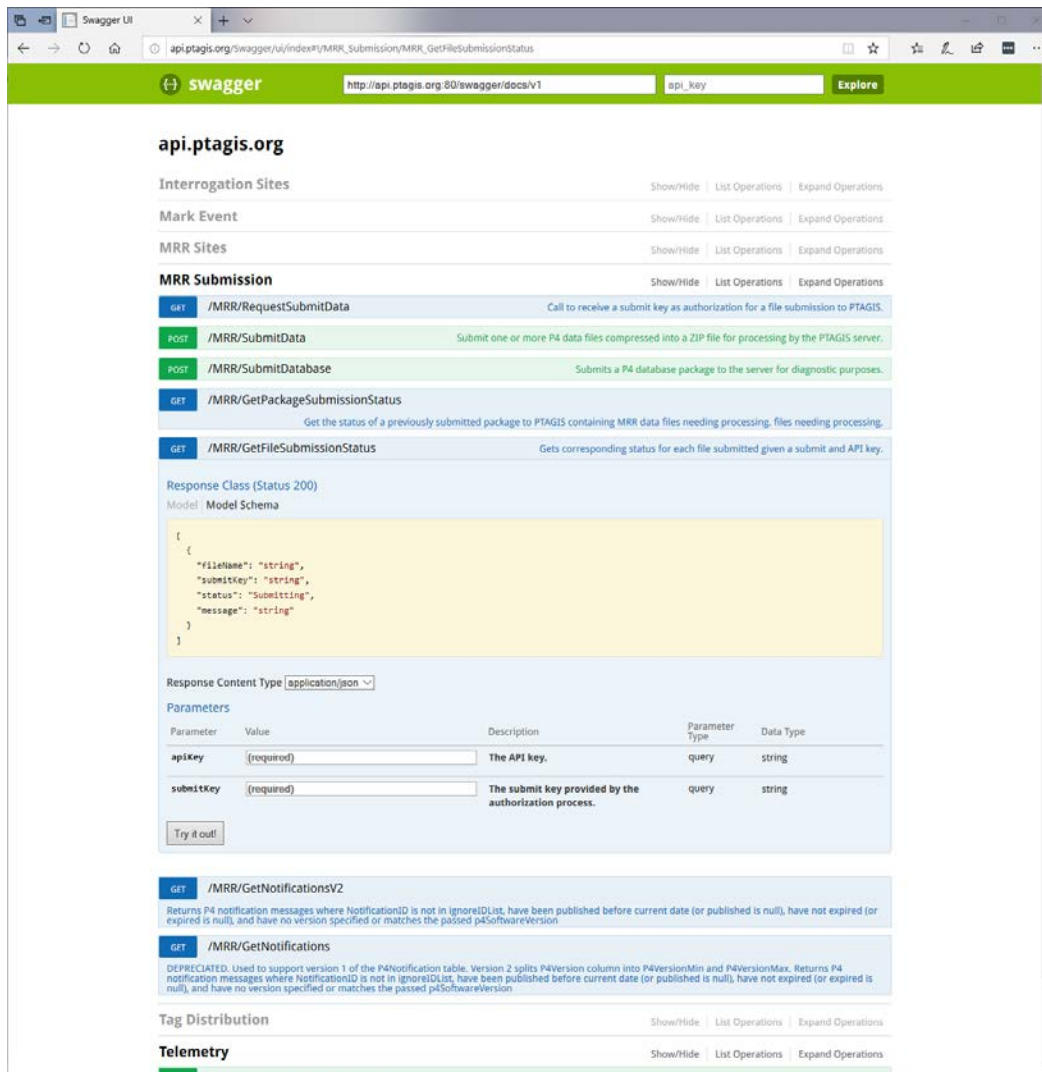 Swagger UI
api.ptagis.org/Swagger/ui/index#!/MRR_Submission/MRR_GetFileSubmissionStatus
swagger
http://api.ptagis.org:80/swagger/docs/v1
api_key
Explore
api.ptagis.org
Interrogation Sites
Show/Hide | List Operations | Expand Operations
Mark Event
Show/Hide | List Operations | Expand Operations
MRR Sites
Show/Hide | List Operations | Expand Operations
MRR Submission
Show/Hide | List Operations | Expand Operations
GET /MRR/RequestSubmitData
Call to receive a submit key as authorization for a file submission to PTAGIS.
POST /MRR/SubmitData
Submit one or more P4 data files compressed into a ZIP file for processing by the PTAGIS server.
POST /MRR/SubmitDatabase
Submits a P4 database package to the server for diagnostic purposes.
GET /MRR/GetPackageSubmissionStatus
Get the status of a previously submitted package to PTAGIS containing MRR data files needing processing. files needing processing.
GET /MRR/GetFileSubmissionStatus
Gets corresponding status for each file submitted given a submit and API key.
Response Class (Status 200)
Model | Model Schema
[
{
"fileName": "string",
"submitKey": "string",
"status": "Submitting",
"message": "string"
}
]
Response Content Type application/json
Parameters
Parameter Value Description Parameter Type Data Type
apiKey (required) The API key. query string
submitKey (required) The submit key provided by the query string
authorization process.
Try it out!
GET /MRR/GetNotificationsV2
Returns P4 notification messages where NotificationID is not in ignoreIDList, have been published before current date (or published is null), have not expired (or
expired is null), and have no version specified or matches the passed p4SoftwareVersion
GET /MRR/GetNotifications
DEPRECIATED. Used to support version 1 of the P4Notification table. Version 2 splits P4Version column into P4VersionMin and P4VersionMax. Returns P4
notification messages where NotificationID is not in ignoreIDList, have been published before current date (or published is null), have not expired (or expired is
null), and have no version specified or matches the passed p4SoftwareVersion
Tag Distribution
Show/Hide | List Operations | Expand Operations
Telemetry
Show/Hide | List Operations | Expand Operations